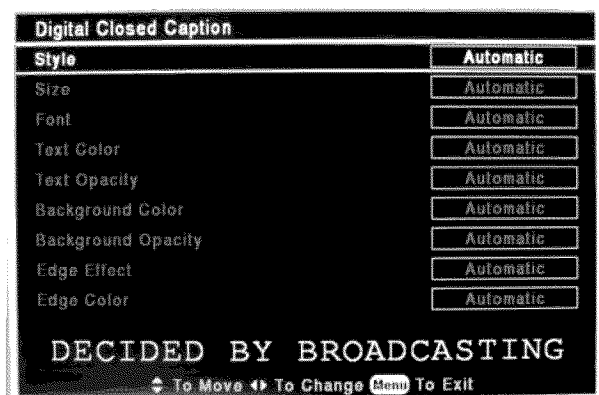 Digital Closed Caption
Style Automatic
Size Automatic
Font Automatic
Text Color Automatic
Text Opacity Automatic
Background Color Automatic
Background Opacity Automatic
Edge Effect Automatic
Edge Color Automatic
DECIDED BY BROADCASTING
To Move To Change Menu To Exit